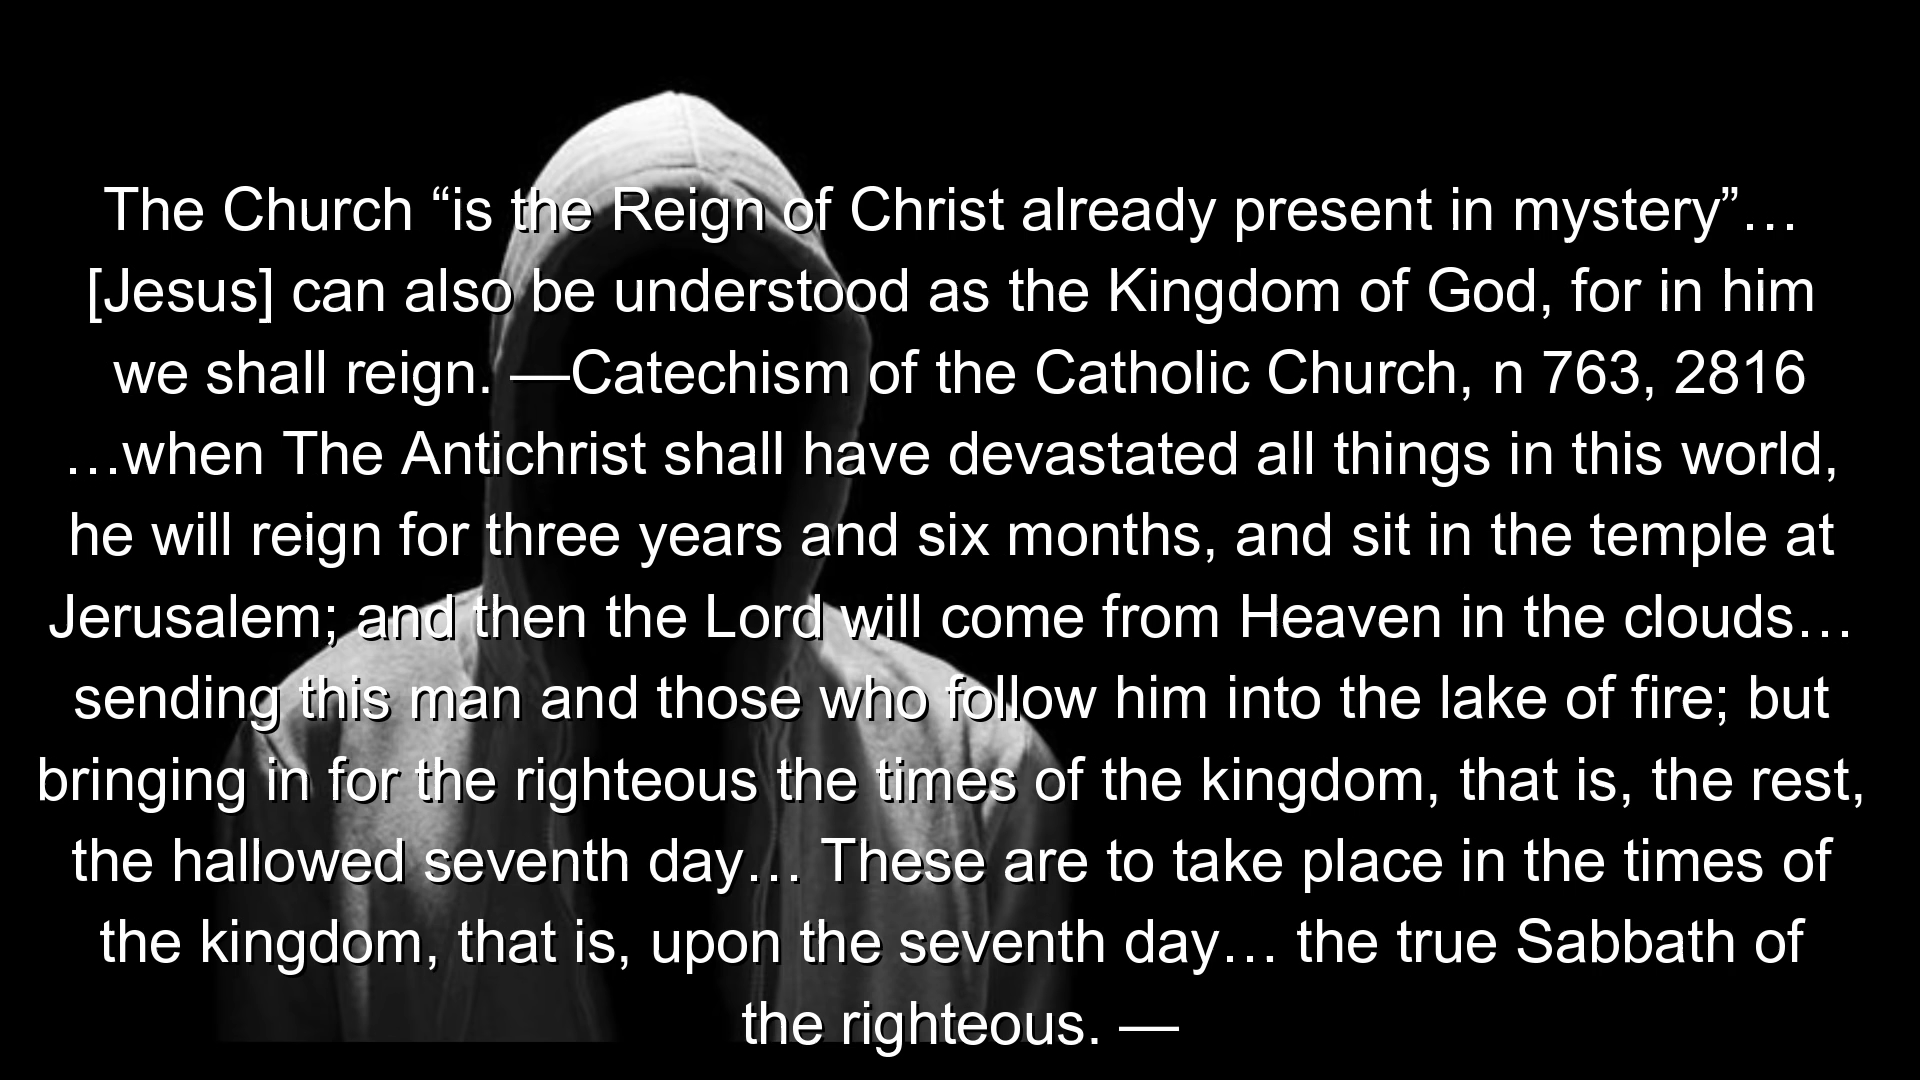 The Church “is the Reign of Christ already present in mystery”…
[Jesus] can also be understood as the Kingdom of God, for in him
we shall reign. —Catechism of the Catholic Church, n 763, 2816
…when The Antichrist shall have devastated all things in this world,
he will reign for three years and six months, and sit in the temple at
Jerusalem; and then the Lord will come from Heaven in the clouds…
sending this man and those who follow him into the lake of fire; but
bringing in for the righteous the times of the kingdom, that is, the rest,
the hallowed seventh day… These are to take place in the times of
the kingdom, that is, upon the seventh day… the true Sabbath of
the righteous. —